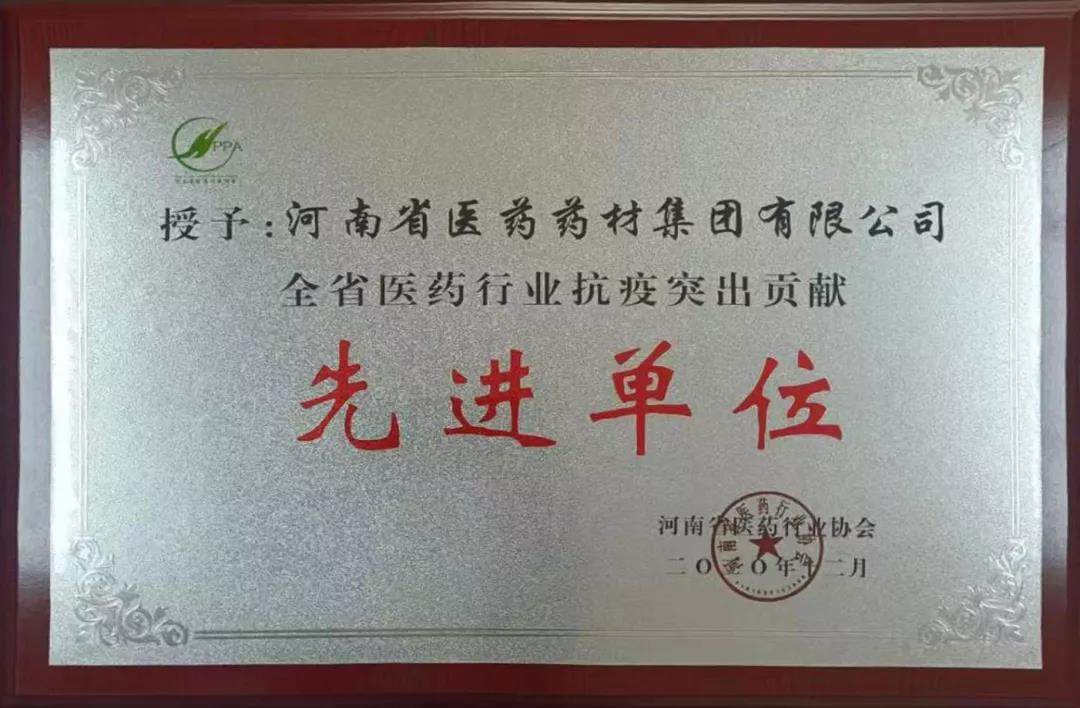 PPA
授予:河南省医药药材集团有限公司
全省医药行业抗疫突出贡献
先进单位
河南省医药行业协会
二〇二〇年十二月